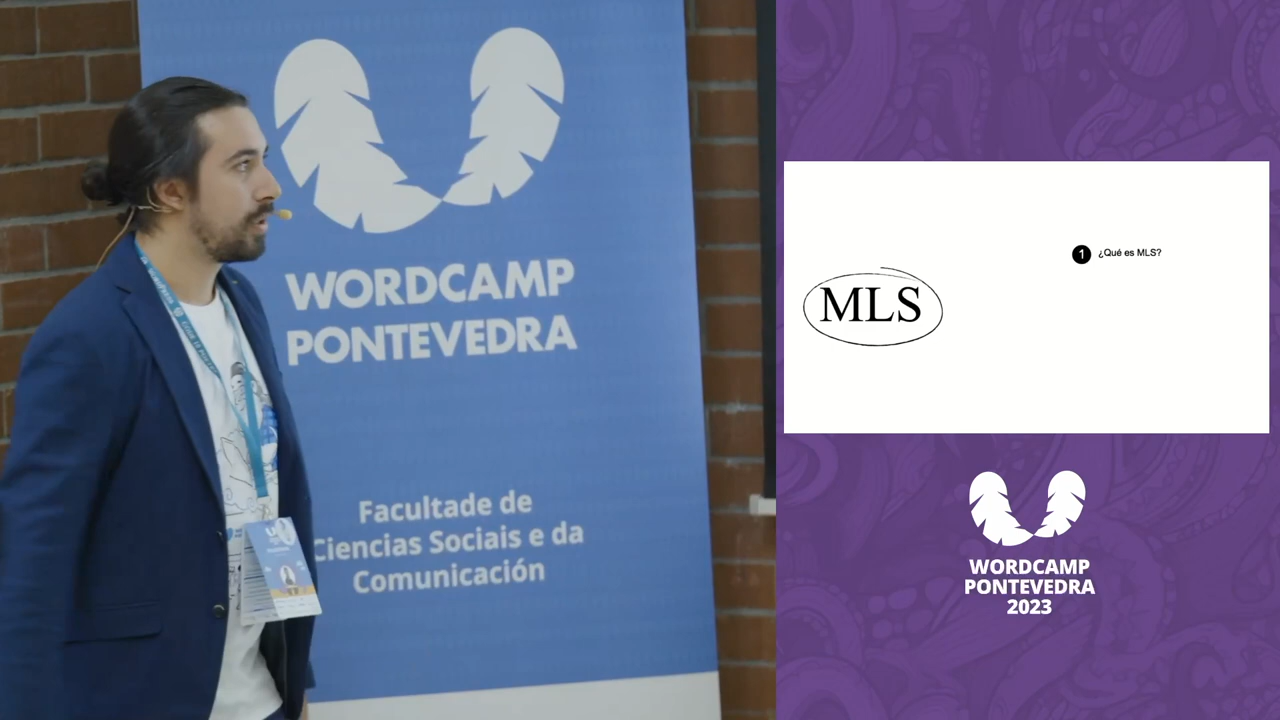 WORDCAMP
PONTEVEDRA
Facultade de
Ciencias Sociais e da
Comunicación
MLS
1 ¿Qué es MLS?
WORDCAMP
PONTEVEDRA
2023